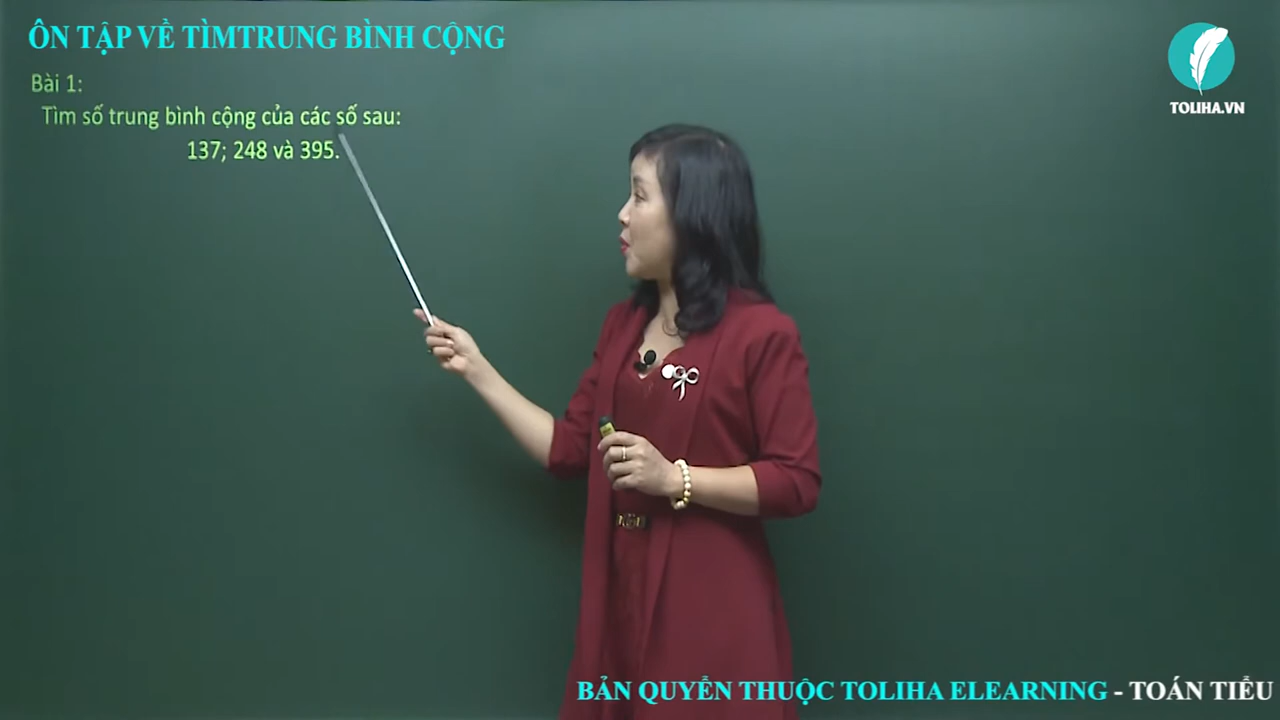 ÔN TẬP VỀ TÌMTRUNG BÌNH CỘNG
Bài 1:
Tìm số trung bình cộng của các số sau:
137; 248 và 395.
TOLIHA.VN
BẢN QUYỀN THUỘC TOLIHA ELEARNING - TOÁN TIỂU